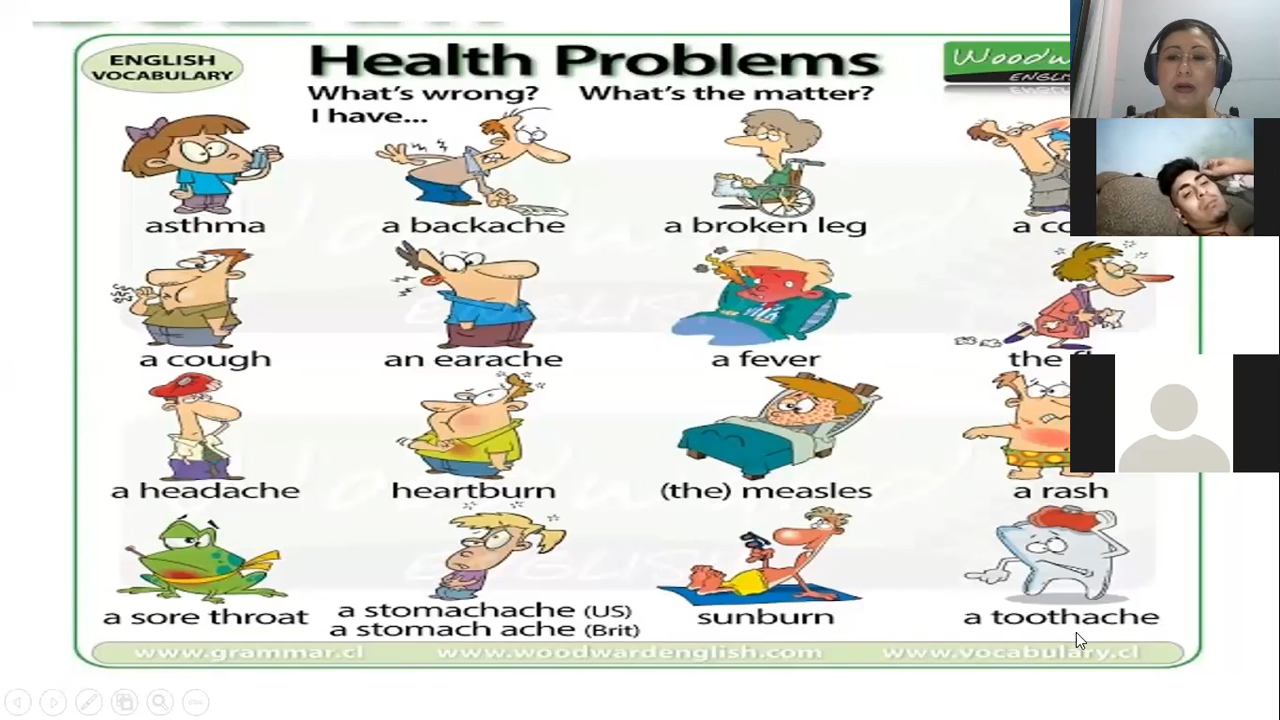 ENGLISH
VOCABULARY
Health Problems
What's wrong? What's the matter?
I have...
asthma a backache a broken leg a
a cough an earache a fever the
a headache heartburn (the) measles a rash
a sore throat a stomachache (US) sunburn a toothache
a stomach ache (Brit)
www.grammar.cl www.woodwardenglish.com www.vocabulary.cl